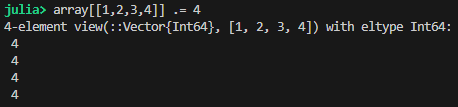 julia> array[[1,2,3,4]] .= 4
4-element view(::Vector{Int64}, [1, 2, 3, 4]) with eltype Int64:
 4
 4
 4
 4